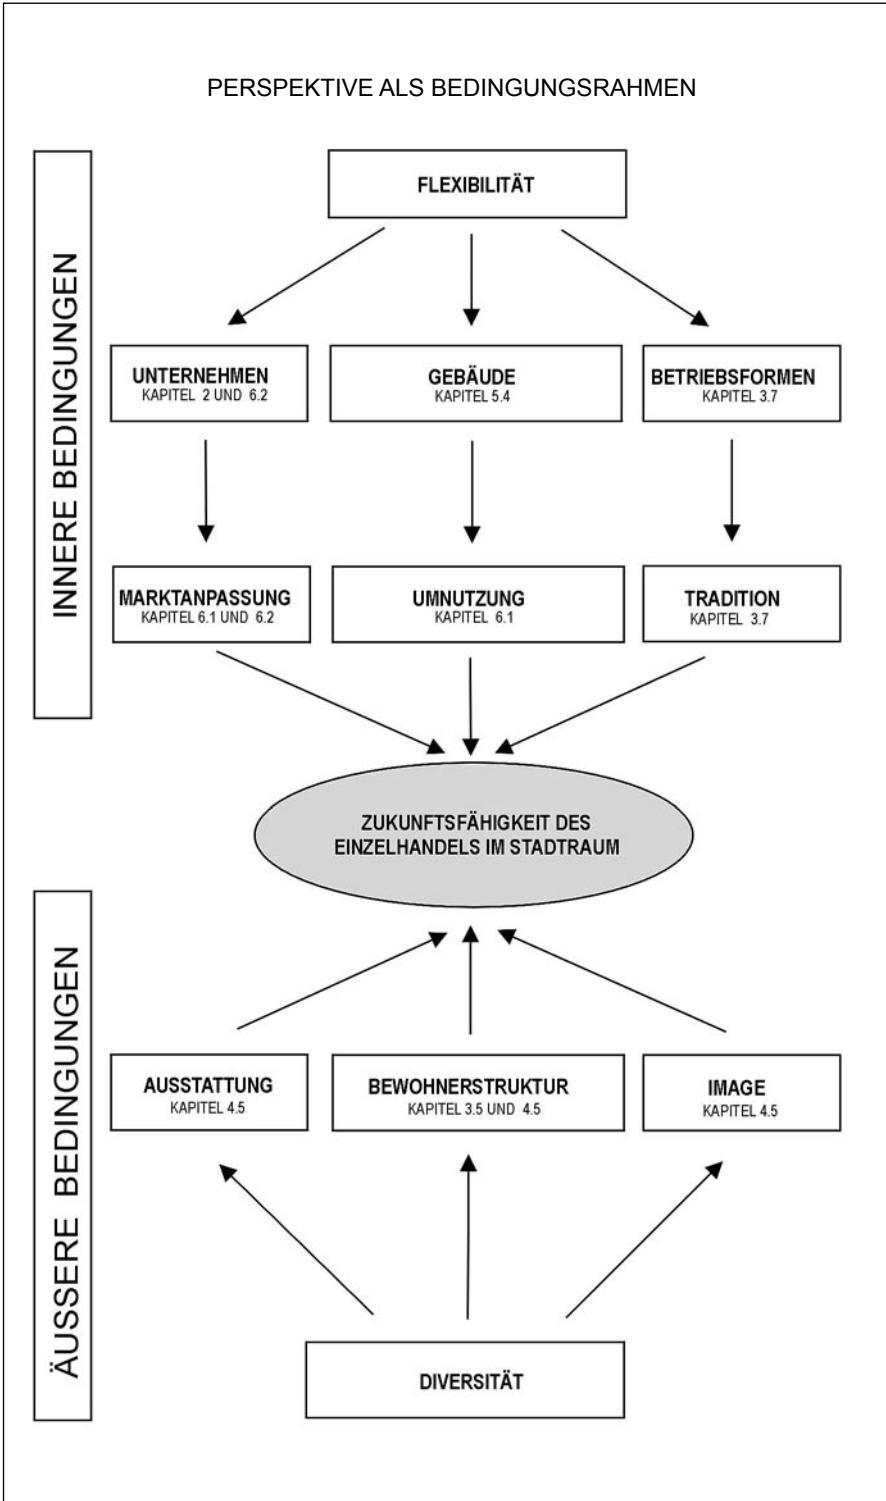 PERSPEKTIVE ALS BEDINGUNGSRAHMEN
INNERE BEDINGUNGEN
FLEXIBILITÄT
UNTERNEHMEN
KAPITEL 2 UND 6.2
GEBÄUDE
KAPITEL 5.4
BETRIEBSFORMEN
KAPITEL 3.7
MARKTANPASSUNG
KAPITEL 6.1 UND 6.2
UMNUTZUNG
KAPITEL 6.1
TRADITION
KAPITEL 3.7
ZUKUNFTSFÄHIGKEIT DES
EINZELHANDELS IM STADTRAUM
ÄUSSERE BEDINGUNGEN
AUSSTATTUNG
KAPITEL 4.5
BEWOHNERSTRUKTUR
KAPITEL 3.5 UND 4.5
IMAGE
KAPITEL 4.5
DIVERSITÄT